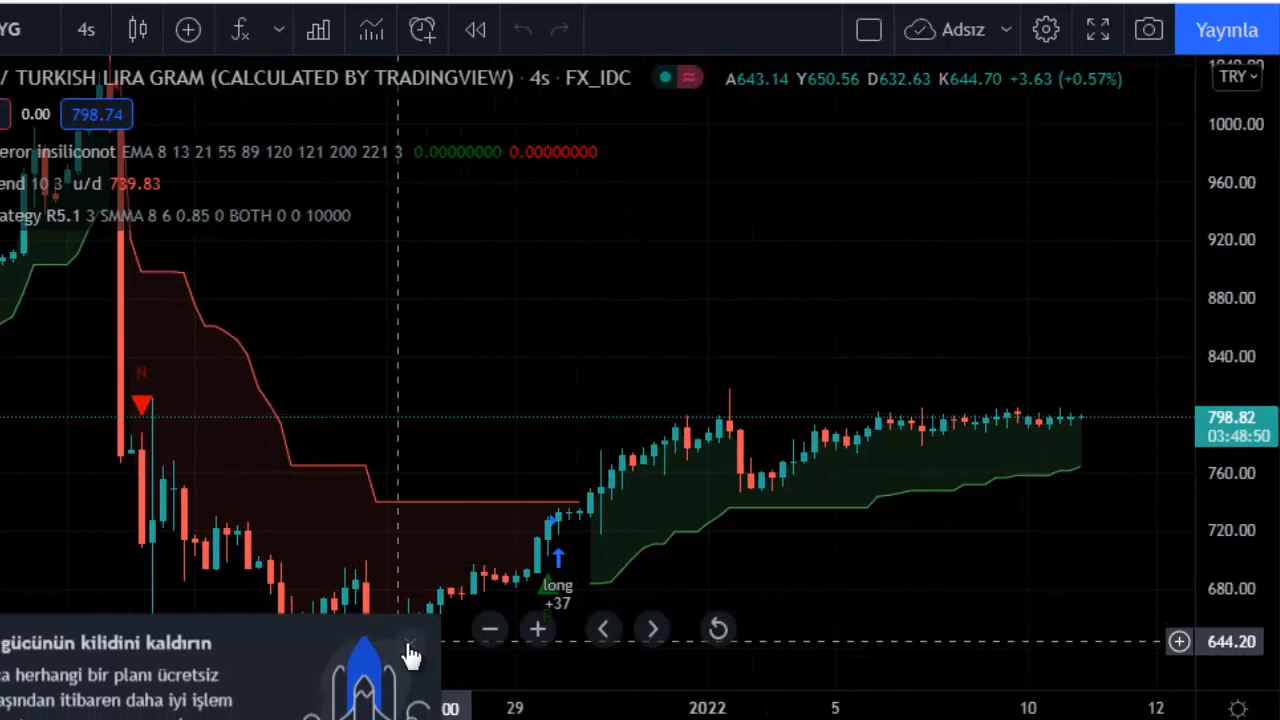 YG 4s Adsız Yayınla
/ TURKISH LIRA GRAM (CALCULATED BY TRADINGVIEW) · 4s · FX_IDC A643.14 Y650.56 D632.63 K644.70 +3.63 (+0.57%) TRY
0.00 798.74
eror insiliconot EMA 8 13 21 55 89 120 121 200 221 3 0.00000000 0.00000000
end 10 3 u/d 739.83
ategy R5.1 3 SMMA 8 6 0.85 0 BOTH 0 0 10000
1000.00
960.00
920.00
880.00
840.00
N
798.82
03:48:50
760.00
720.00
680.00
long
+37
644.20
gücünün kilidini kaldırın
a herhangi bir planı ücretsiz
aşından itibaren daha iyi işlem
00 29 2022 5 10 12